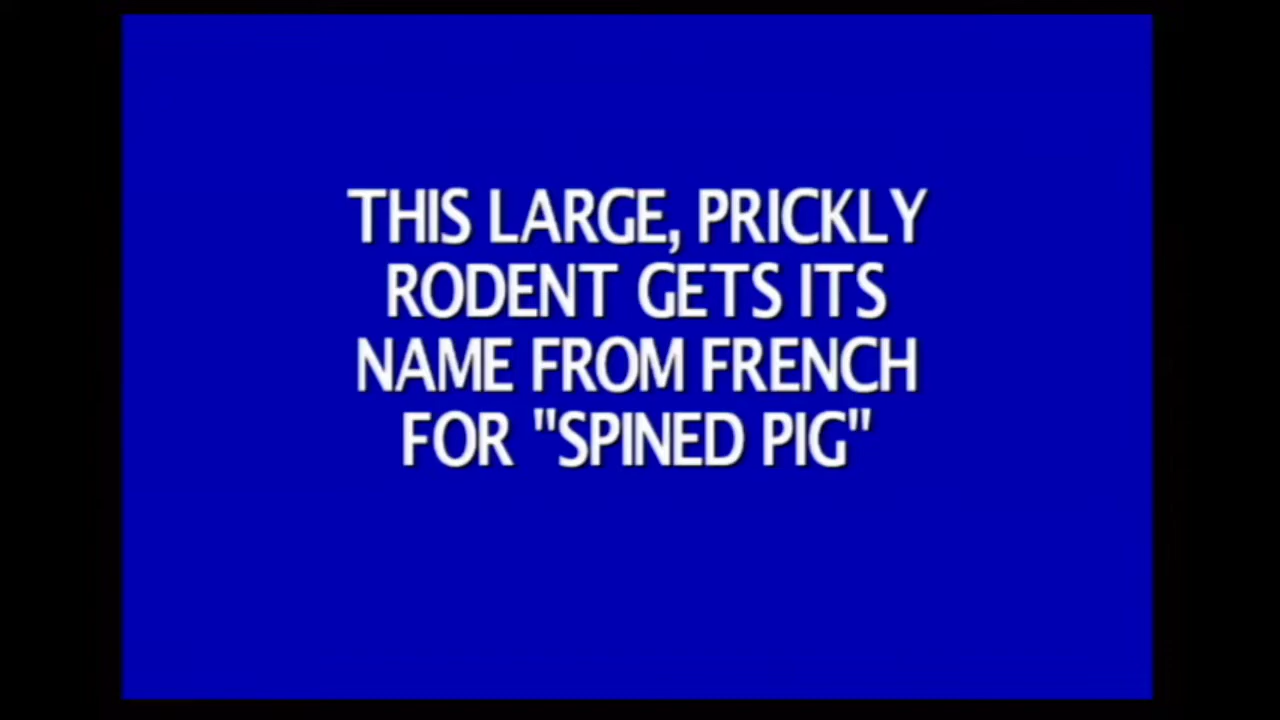 THIS LARGE, PRICKLY
RODENT GETS ITS
NAME FROM FRENCH
FOR "SPINED PIG"